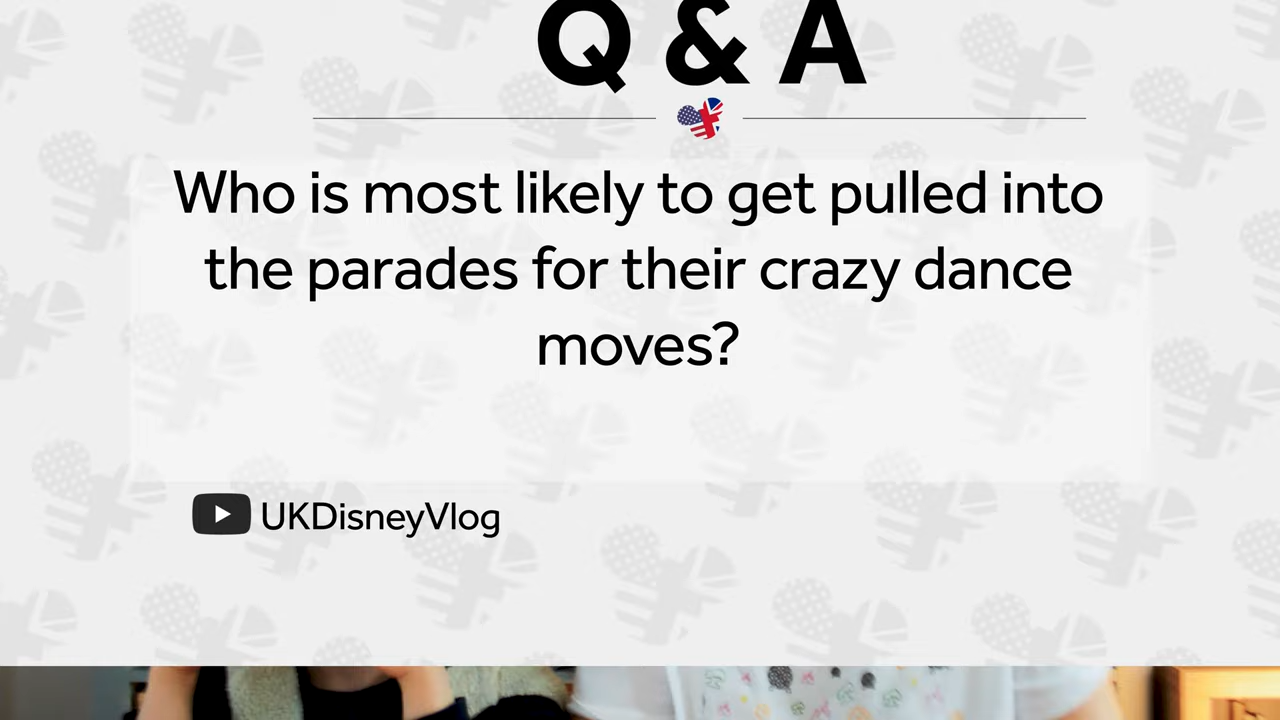 Q & A
Who is most likely to get pulled into
the parades for their crazy dance
moves?
UKDisneyVlog